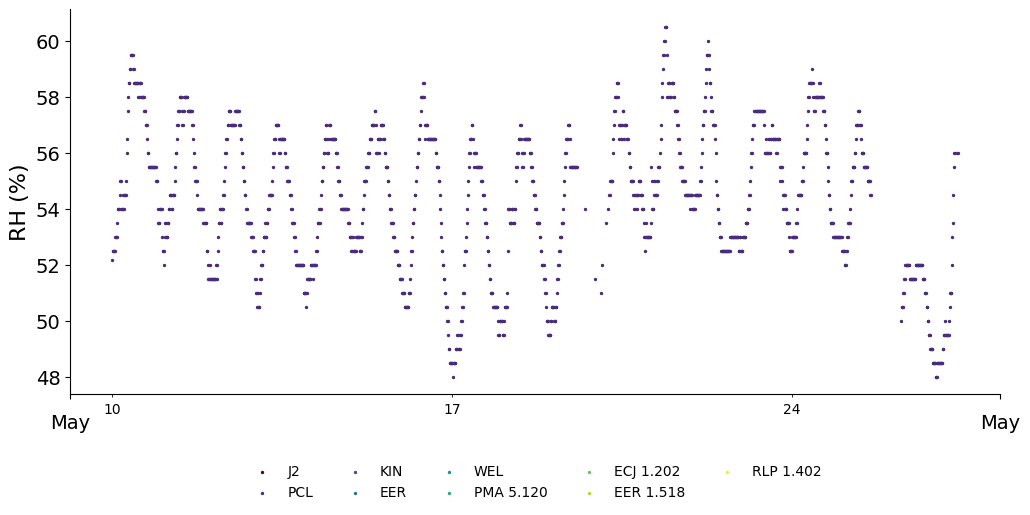 60
58
56
54
52
50
48
RH (%)
10
17
24
May
May
J2
KIN
WEL
ECJ 1.202
RLP 1.402
PCL
EER
PMA 5.120
EER 1.518